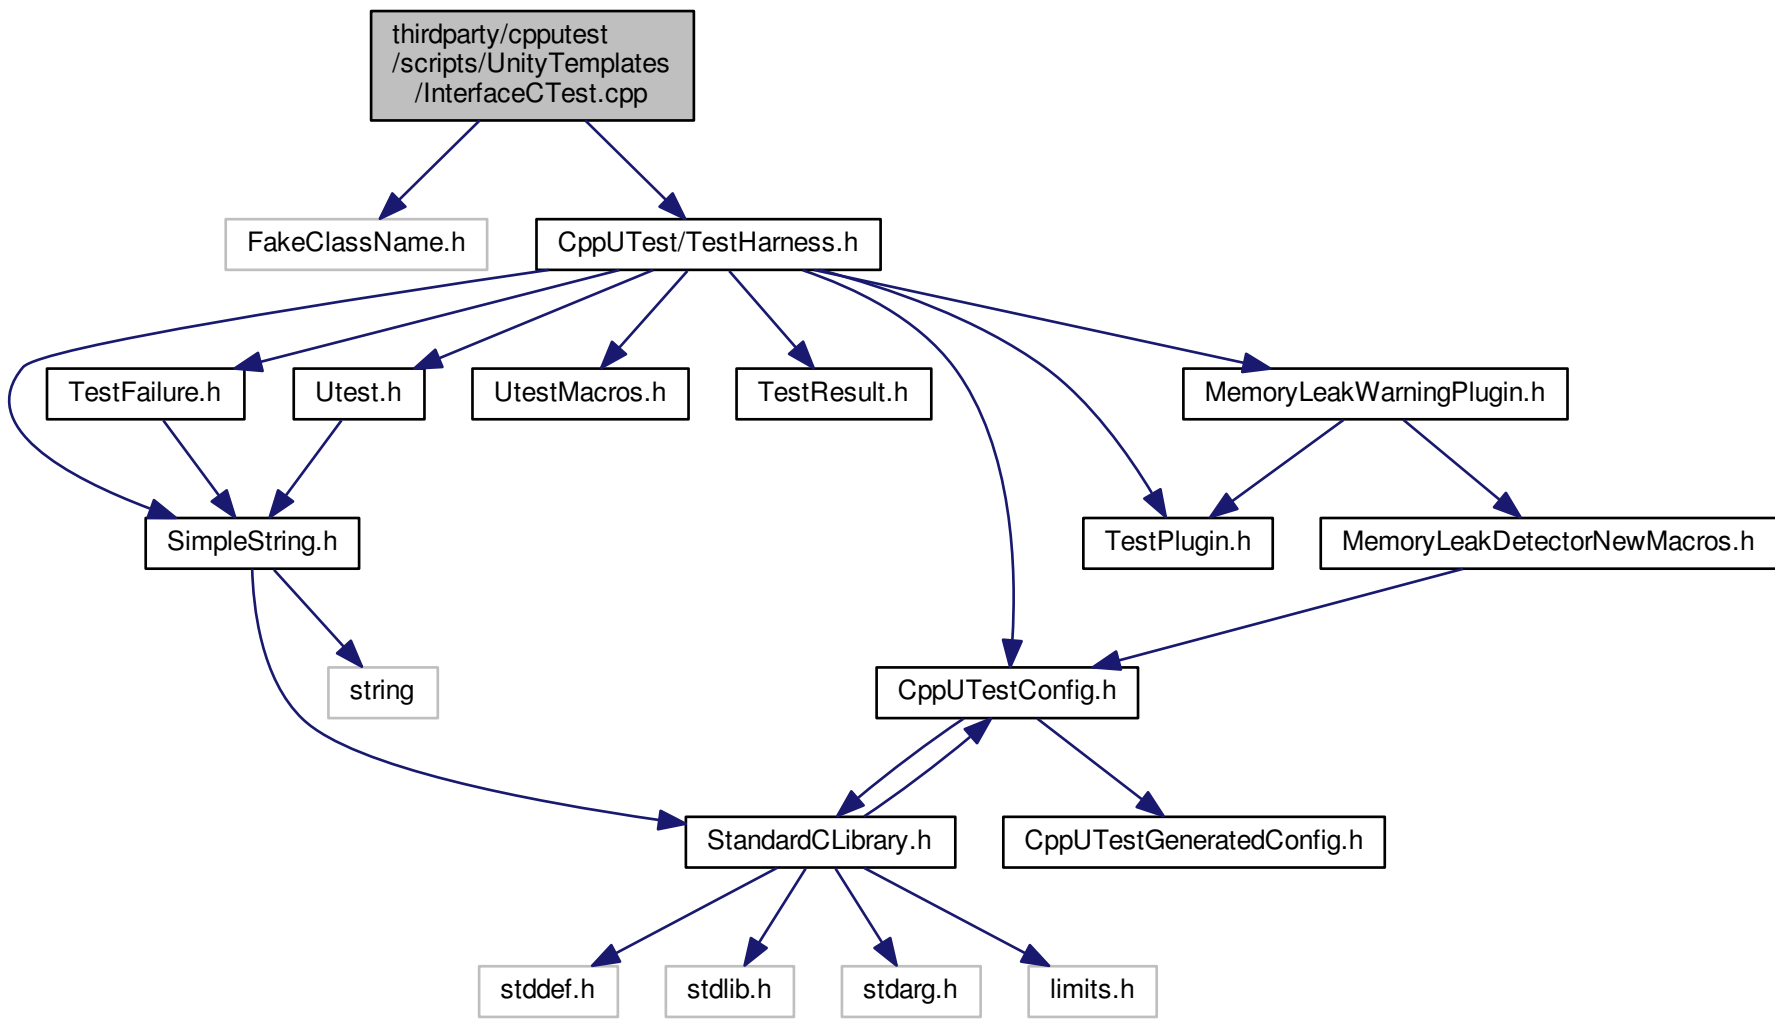 thirdparty/cpputest
/scripts/UnityTemplates
/InterfaceCTest.cpp
FakeClassName.h
CppUTest/TestHarness.h
TestFailure.h
Utest.h
UtestMacros.h
TestResult.h
MemoryLeakWarningPlugin.h
SimpleString.h
TestPlugin.h
MemoryLeakDetectorNewMacros.h
string
CppUTestConfig.h
StandardCLibrary.h
CppUTestGeneratedConfig.h
stddef.h
stdlib.h
stdarg.h
limits.h